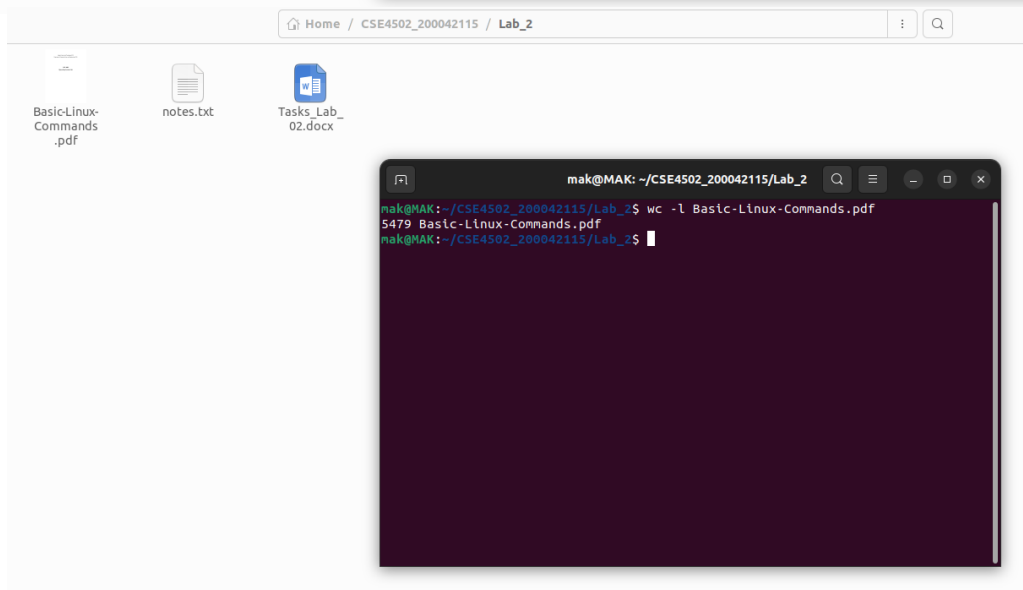 Home / CSE4502_200042115 / Lab_2
Basic-Linux-
Commands
.pdf
notes.txt
Tasks_Lab_
02.docx
mak@MAK: ~/CSE4502_200042115/Lab_2
mak@MAK:~/CSE4502_200042115/Lab_2$ wc -l Basic-Linux-Commands.pdf
5479 Basic-Linux-Commands.pdf
mak@MAK:~/CSE4502_200042115/Lab_2$